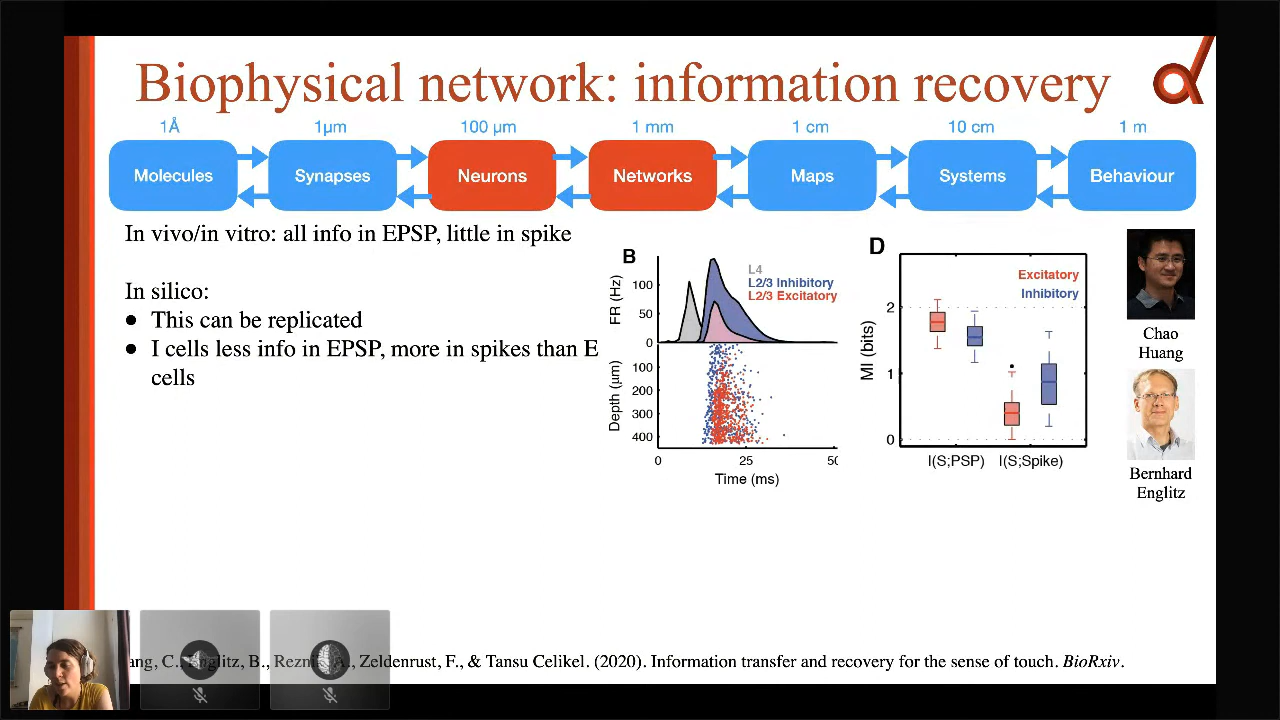 Biophysical network: information recovery
1Å 1µm 100 µm 1 mm 1 cm 10 cm 1 m
Molecules Synapses Neurons Networks Maps Systems Behaviour
In vivo/in vitro: all info in EPSP, little in spike
In silico:
● This can be replicated
● I cells less info in EPSP, more in spikes than E
cells
B
L4
L2/3 Inhibitory
L2/3 Excitatory
FR (Hz)
100
50
0
Depth (µm)
100
200
300
400
0 25 50
Time (ms)
D
Excitatory
Inhibitory
MI (bits)
2
1
0
I(S;PSP) I(S;Spike)
Chao
Huang
Bernhard
Englitz
B., Zeldenrust, F., & Tansu Celikel. (2020). Information transfer and recovery for the sense of touch. BioRxiv.